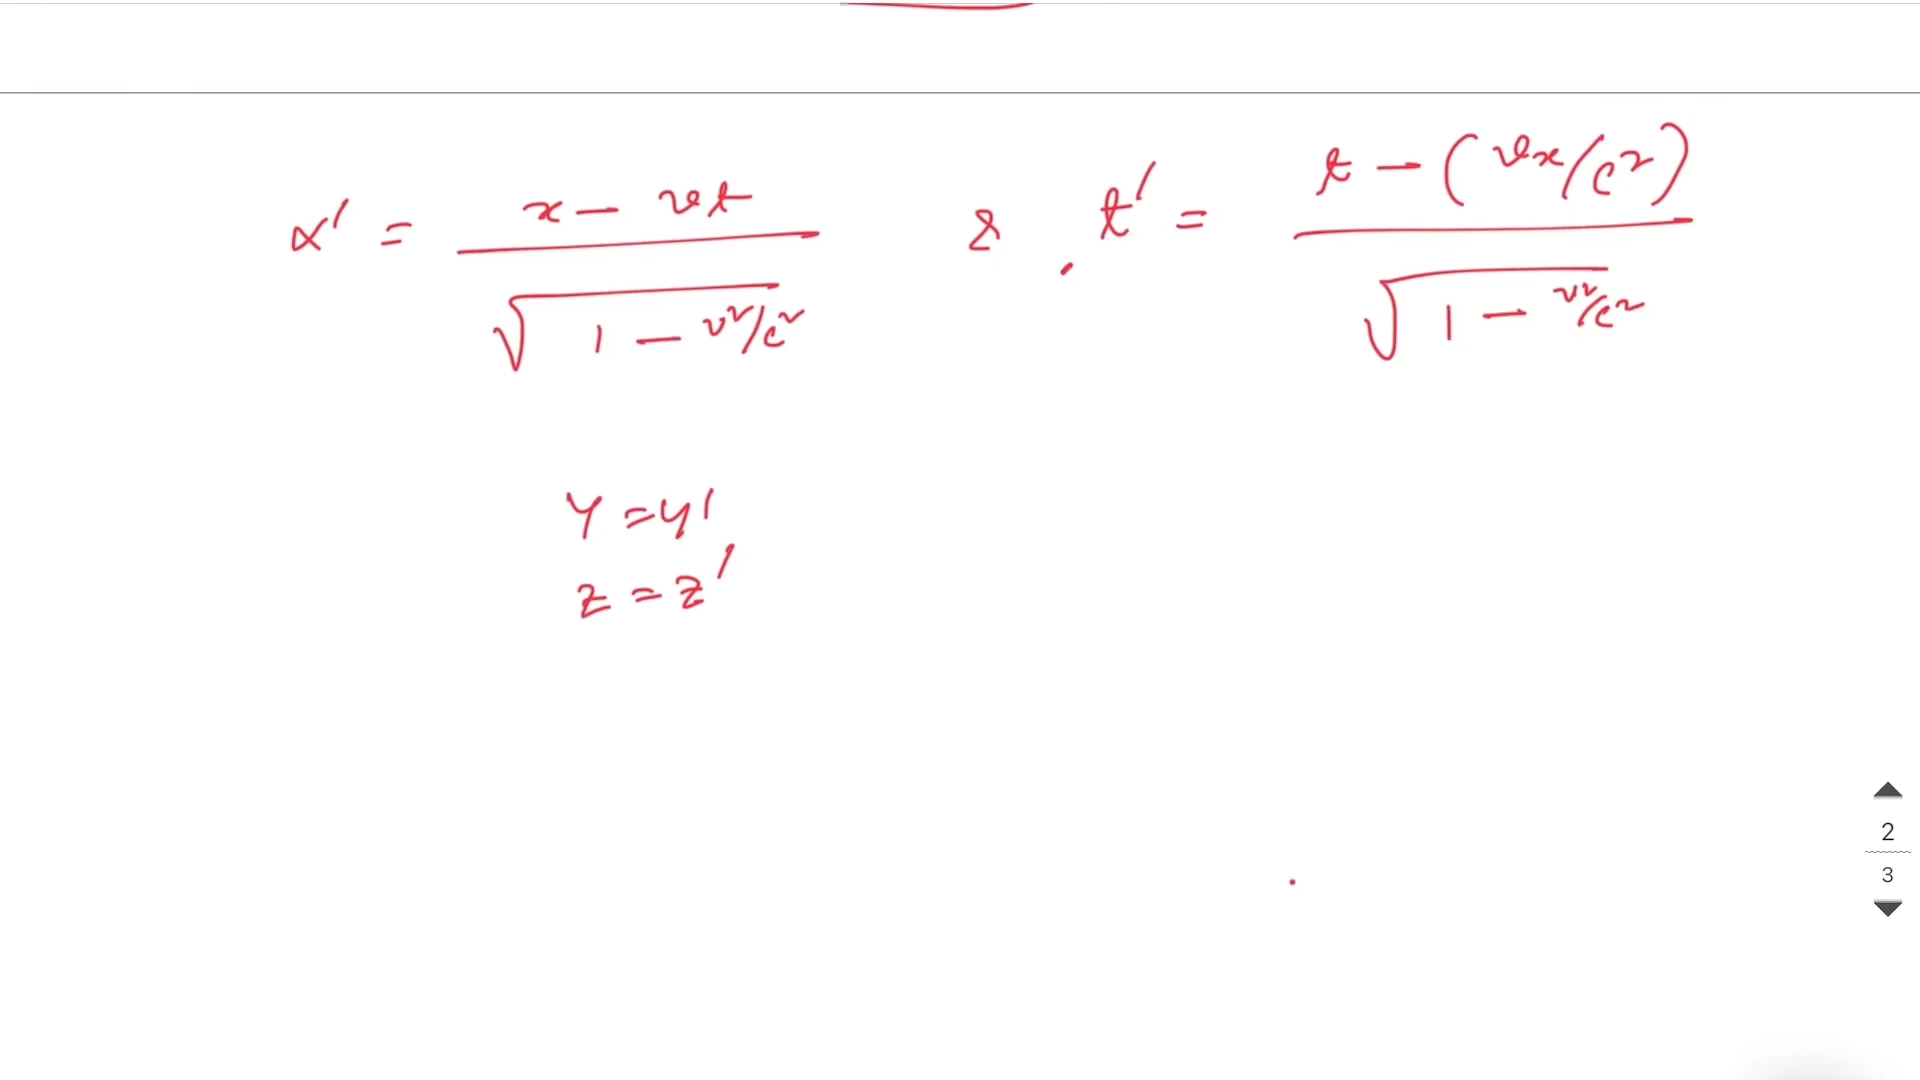 x' = (x - vt) / √(1 - v²/c²) & t' = (t - (vx/c²)) / √(1 - v²/c²)
y = y'
z = z'
2
3